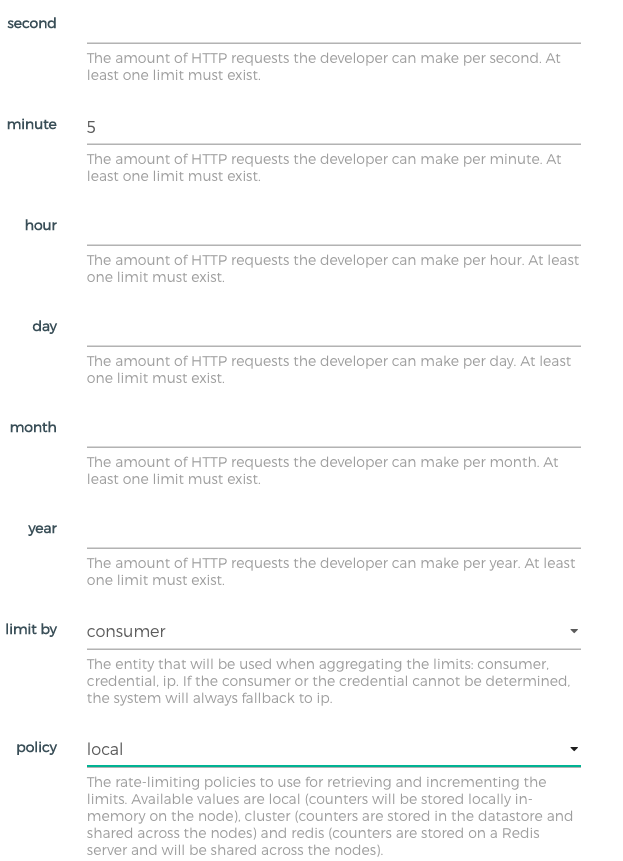 second
The amount of HTTP requests the developer can make per second. At
least one limit must exist.
minute
5
The amount of HTTP requests the developer can make per minute. At
least one limit must exist.
hour
The amount of HTTP requests the developer can make per hour. At least
one limit must exist.
day
The amount of HTTP requests the developer can make per day. At least
one limit must exist.
month
The amount of HTTP requests the developer can make per month. At
least one limit must exist.
year
The amount of HTTP requests the developer can make per year. At least
one limit must exist.
limit by
consumer
The entity that will be used when aggregating the limits: consumer,
credential, ip. If the consumer or the credential cannot be determined,
the system will always fallback to ip.
policy
local
The rate-limiting policies to use for retrieving and incrementing the
limits. Available values are local (counters will be stored locally in-
memory on the node), cluster (counters are stored in the datastore and
shared across the nodes) and redis (counters are stored on a Redis
server and will be shared across the nodes).